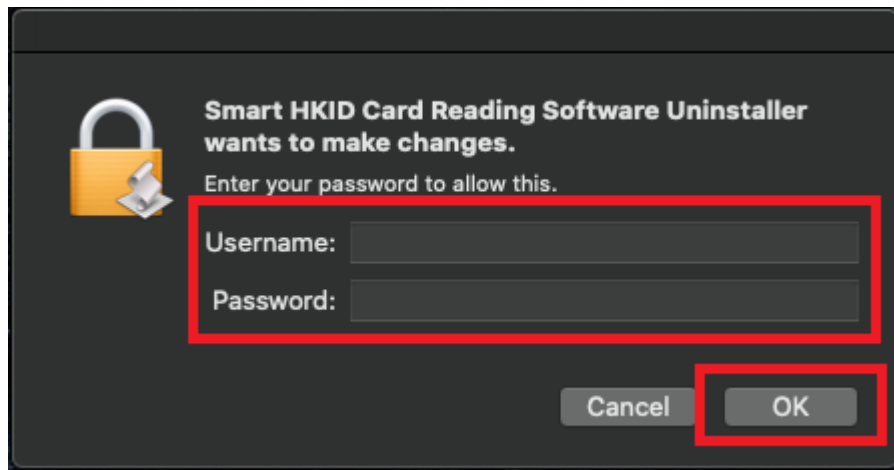 Smart HKID Card Reading Software Uninstaller
wants to make changes.
Enter your password to allow this.
Username:
Password:
Cancel
OK